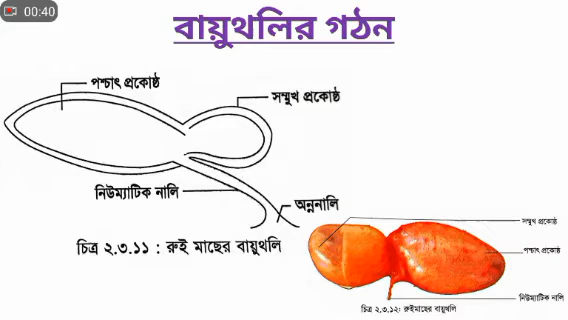 00:40
বায়ুথলির গঠন
পশ্চাৎ প্রকোষ্ঠ
সম্মুখ প্রকোষ্ঠ
নিউম্যাটিক নালি
অন্ননালি
চিত্র ২.৩.১১ : রুই মাছের বায়ুথলি
সম্মুখ প্রকোষ্ঠ
পশ্চাৎ প্রকোষ্ঠ
নিউম্যাটিক নালি
চিত্র ২.৩.১২: রুইমাছের বায়ুথলি